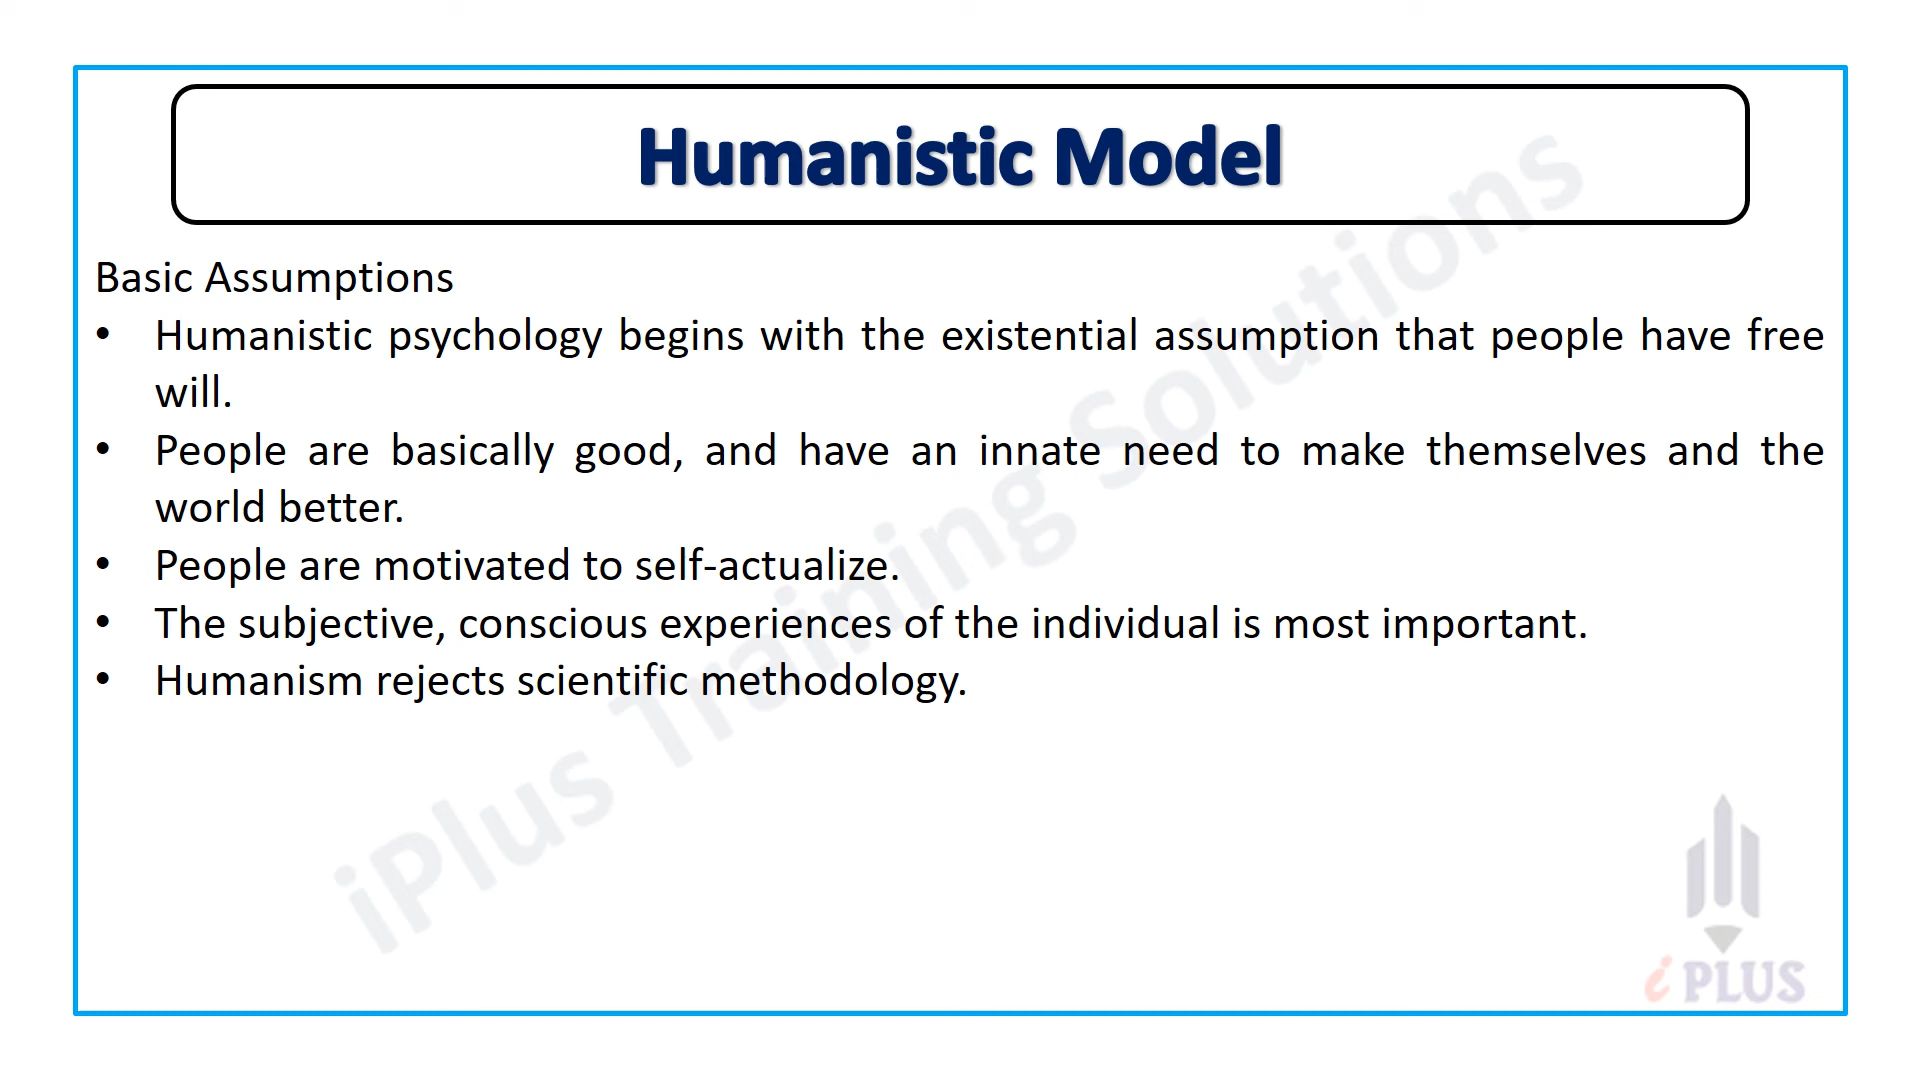 Humanistic Model
Basic Assumptions
• Humanistic psychology begins with the existential assumption that people have free
will.
• People are basically good, and have an innate need to make themselves and the
world better.
• People are motivated to self-actualize.
• The subjective, conscious experiences of the individual is most important.
• Humanism rejects scientific methodology.
iPlus Training Solutions
i PLUS